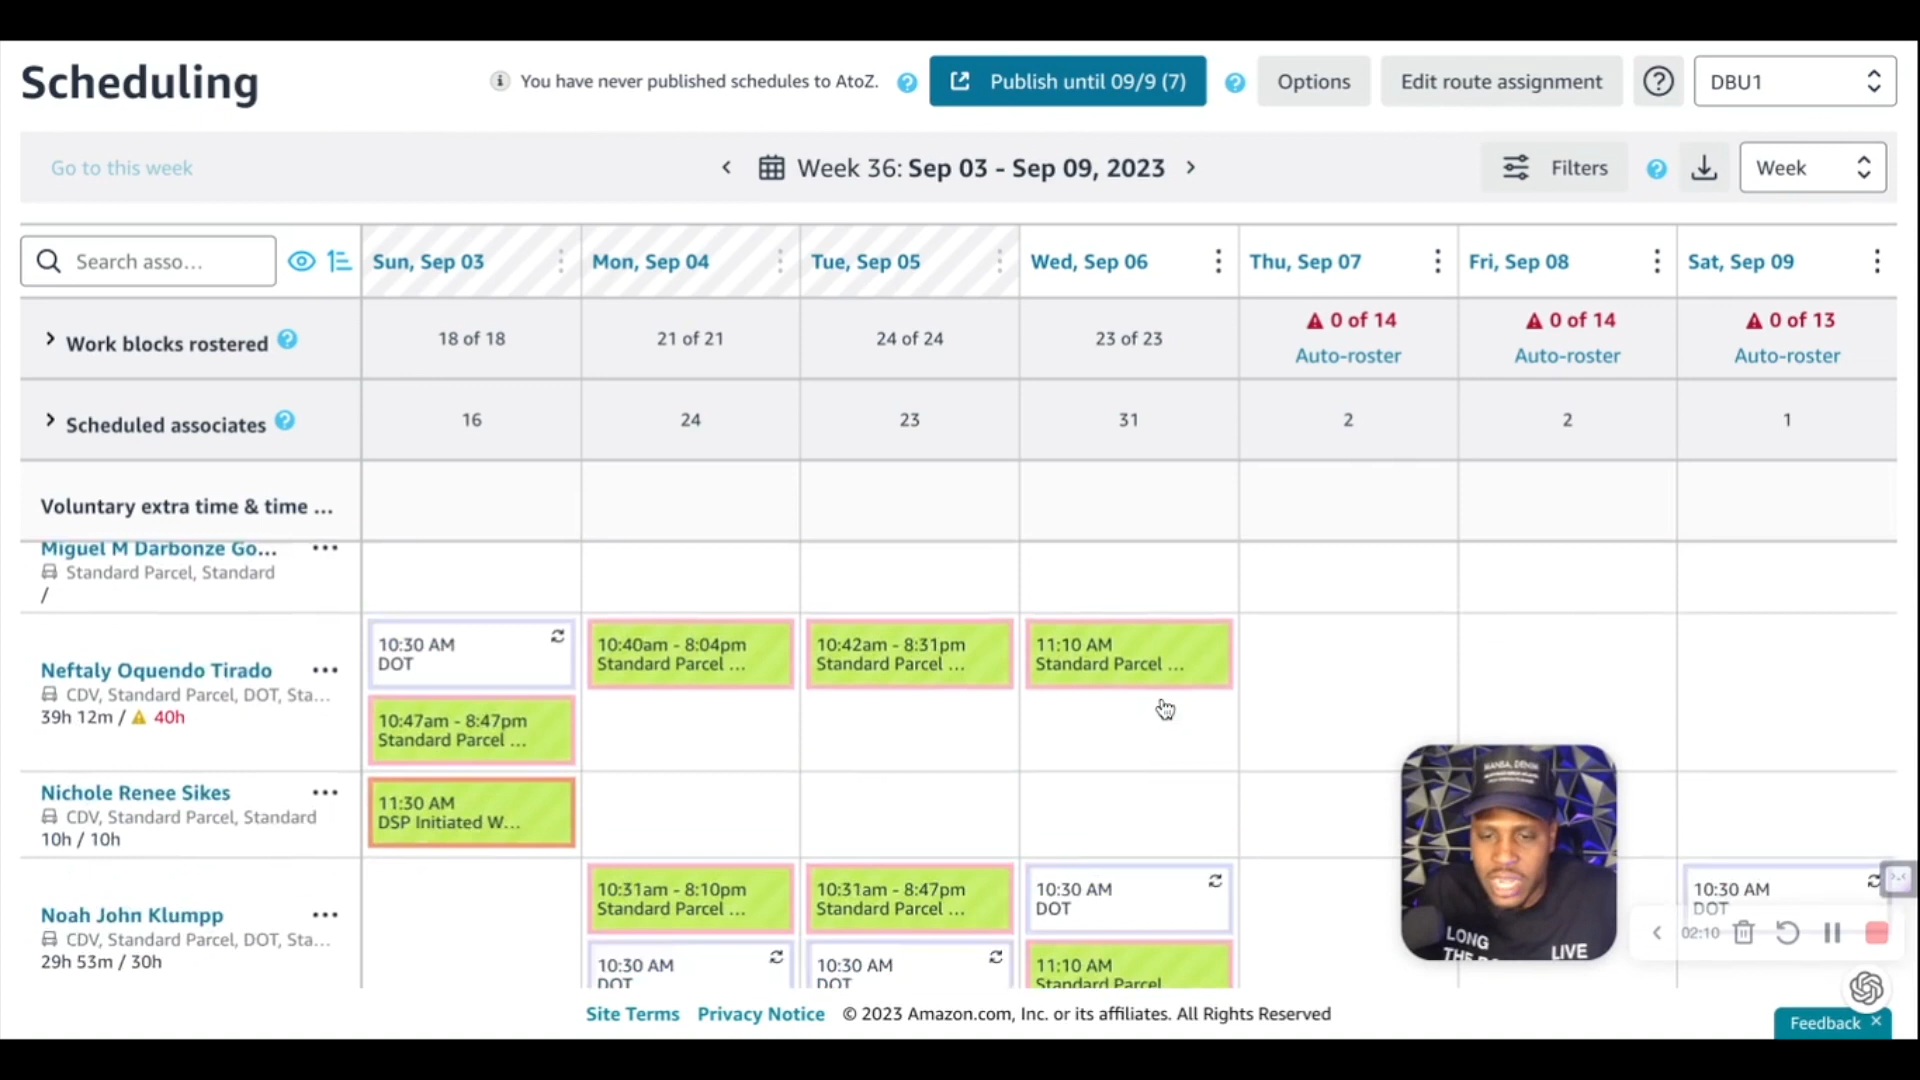 Scheduling
You have never published schedules to AtoZ.
Publish until 09/9 (7)
Options
Edit route assignment
DBU1
Go to this week
Week 36: Sep 03 - Sep 09, 2023
Filters
Week
Search asso...
Sun, Sep 03
Mon, Sep 04
Tue, Sep 05
Wed, Sep 06
Thu, Sep 07
Fri, Sep 08
Sat, Sep 09
Work blocks rostered
18 of 18
21 of 21
24 of 24
23 of 23
0 of 14
Auto-roster
0 of 14
Auto-roster
0 of 13
Auto-roster
Scheduled associates
16
24
23
31
2
2
1
Voluntary extra time & time ...
Miguel M Darbonze Go...
Standard Parcel, Standard
/
Neftaly Oquendo Tirado
CDV, Standard Parcel, DOT, Sta...
39h 12m / 40h
10:30 AM
DOT
10:47am - 8:47pm
Standard Parcel ...
10:40am - 8:04pm
Standard Parcel ...
10:42am - 8:31pm
Standard Parcel ...
11:10 AM
Standard Parcel ...
Nichole Renee Sikes
CDV, Standard Parcel, Standard
10h / 10h
11:30 AM
DSP Initiated W...
Noah John Klumpp
CDV, Standard Parcel, DOT, Sta...
29h 53m / 30h
10:31am - 8:10pm
Standard Parcel ...
10:30 AM
DOT
10:31am - 8:47pm
Standard Parcel ...
10:30 AM
DOT
10:30 AM
DOT
11:10 AM
Standard Parcel
10:30 AM
DOT
MANSA, DENIM
LONG
LIVE
02:10
Site Terms
Privacy Notice
© 2023 Amazon.com, Inc. or its affiliates. All Rights Reserved
Feedback